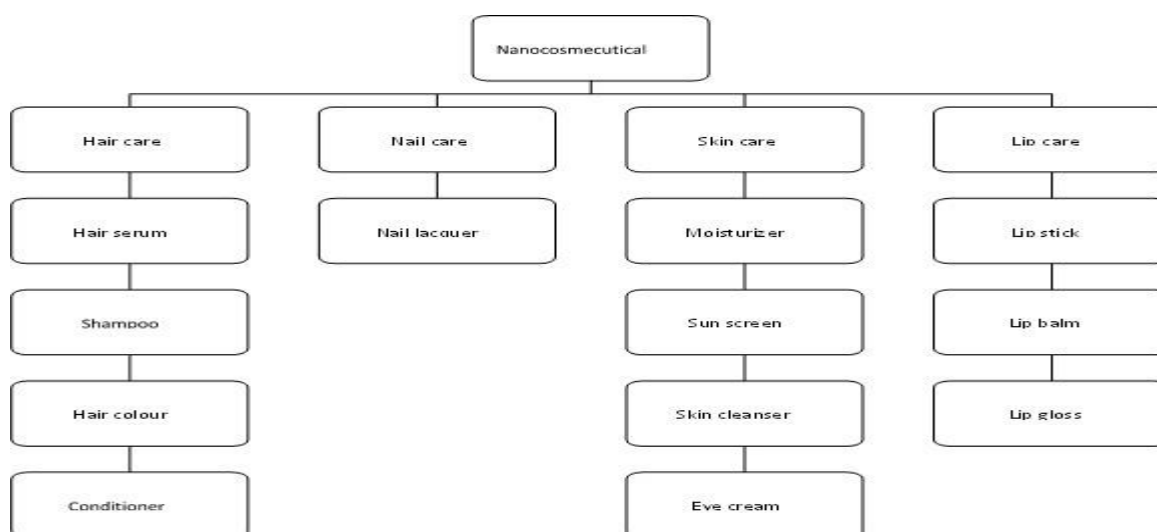 Nanocosmecutical
Hair care
Nail care
Skin care
Lip care
Hair serum
Nail lacquer
Moisturizer
Lip stick
Shampoo
Sun screen
Lip balm
Hair colour
Skin cleanser
Lip gloss
Conditioner
Eye cream